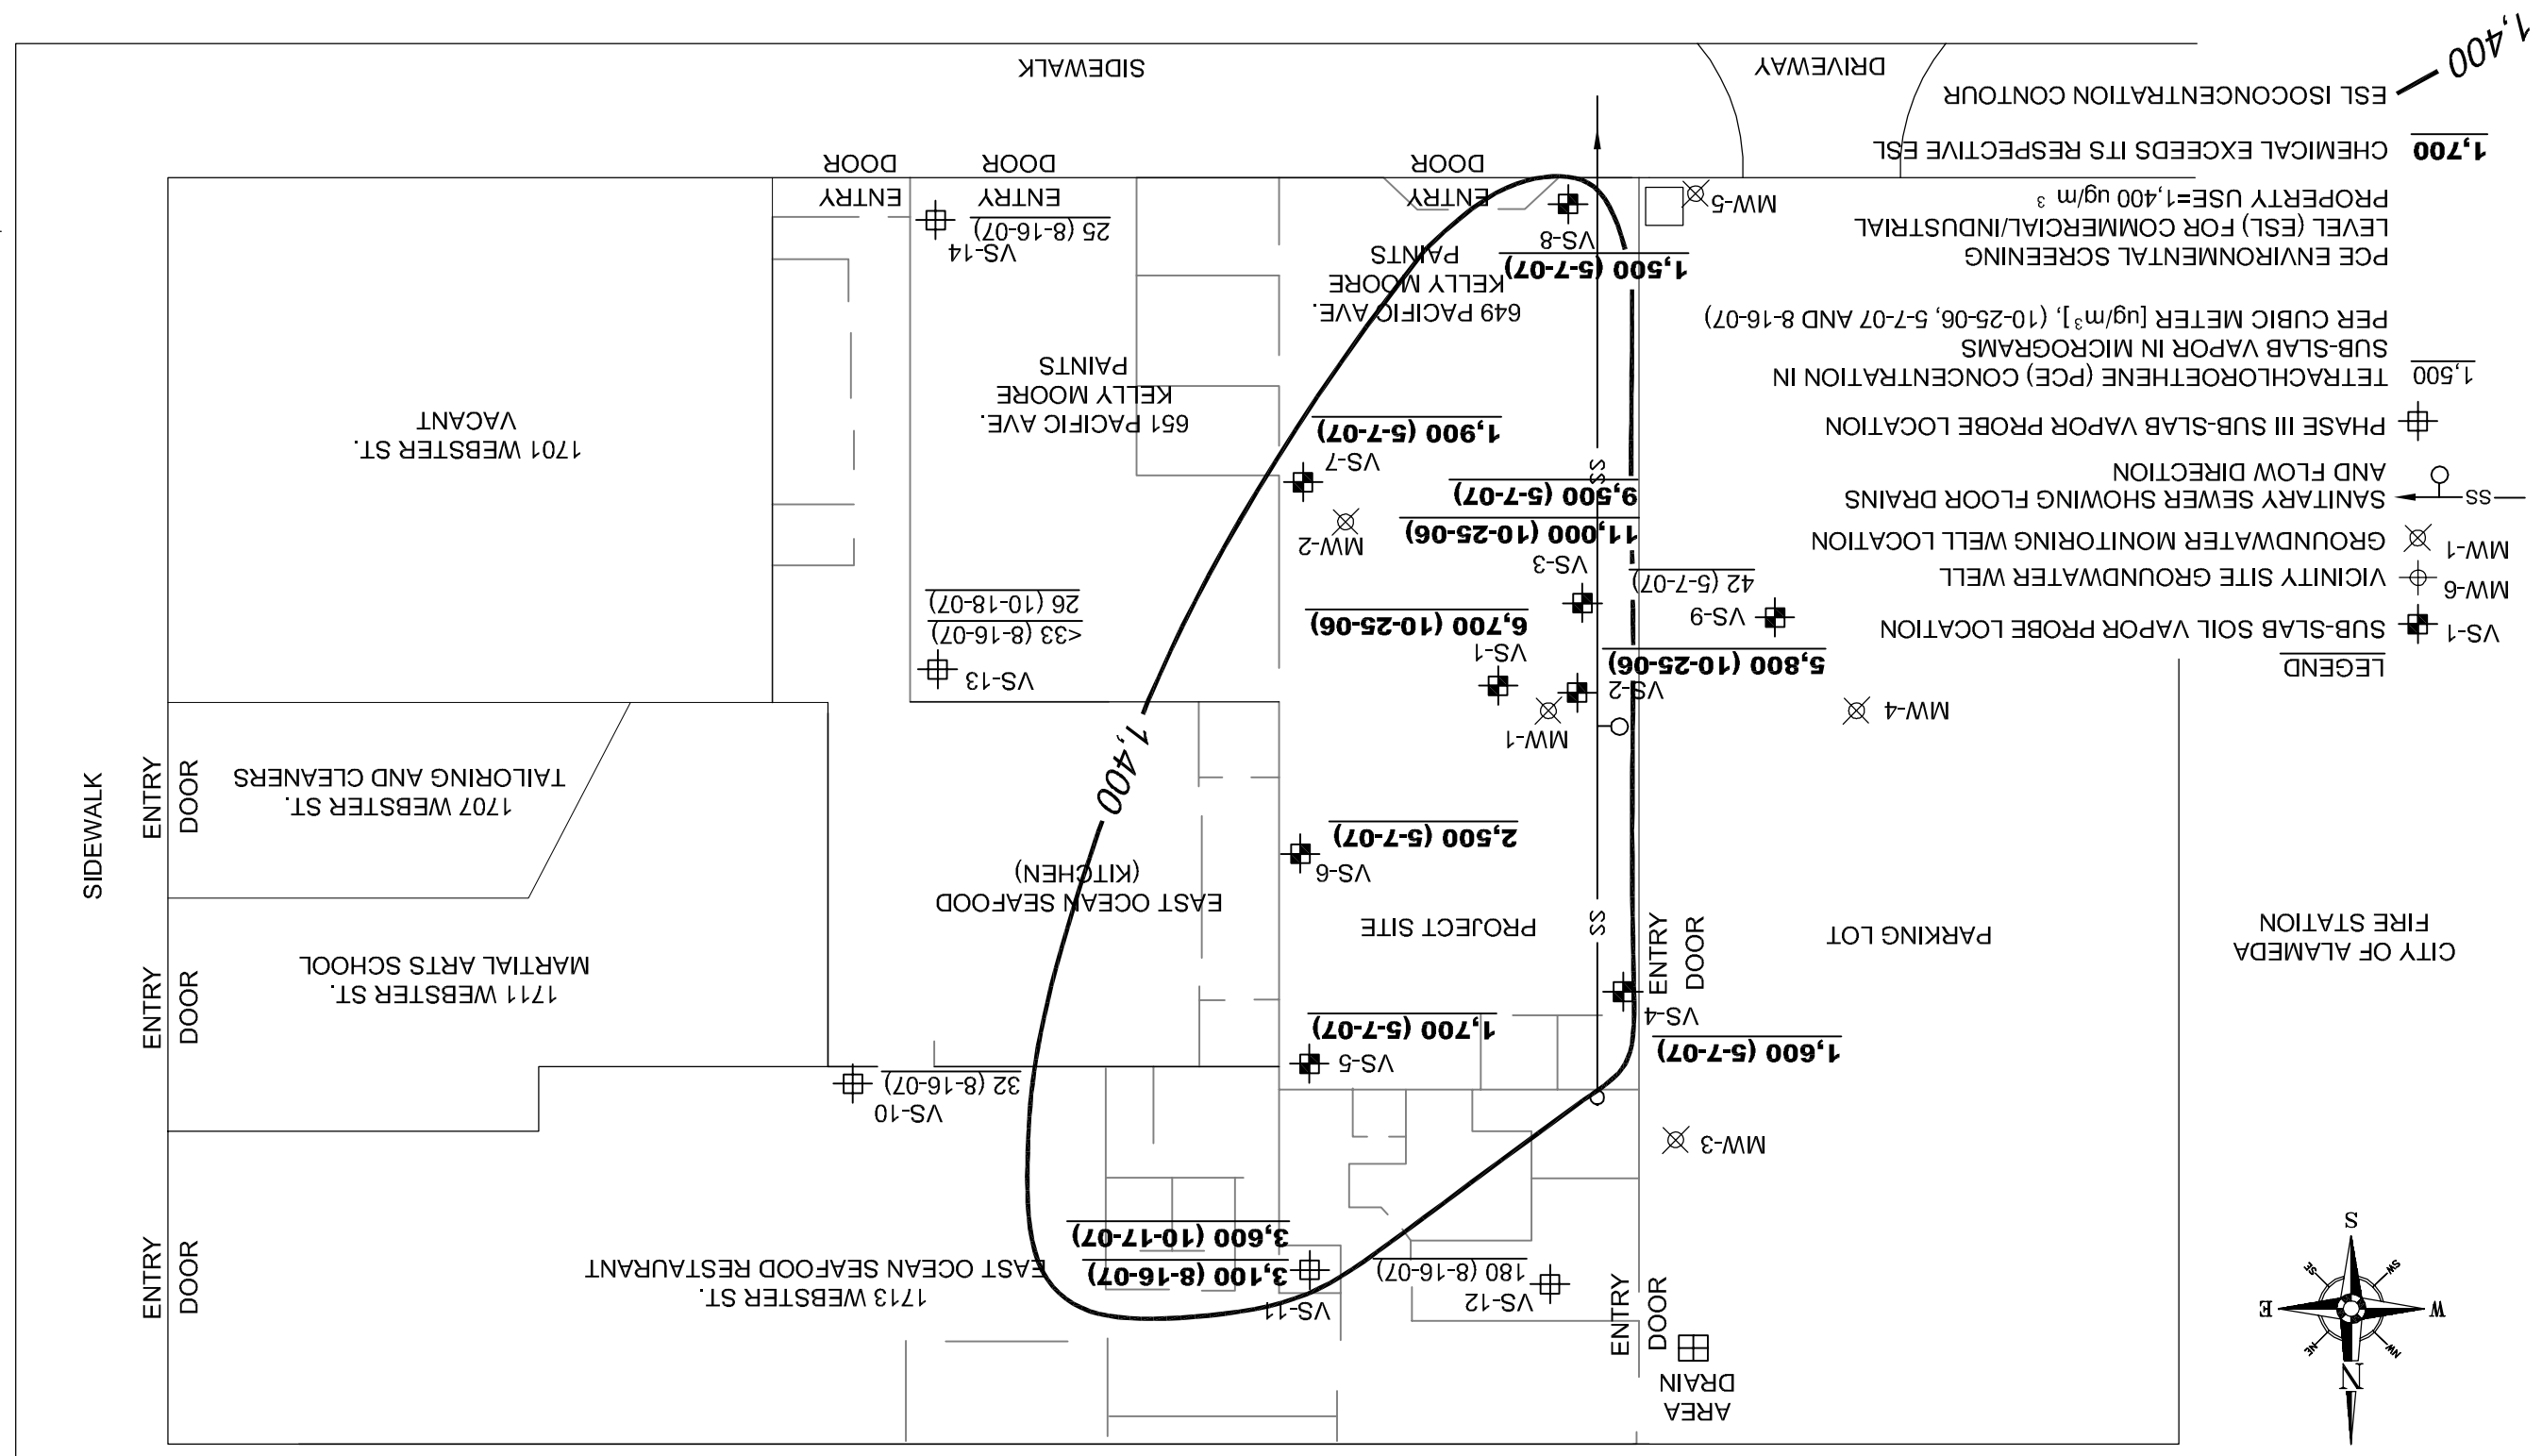 AREA
DRAIN
ENTRY
DOOR
N
NW
NE
W
E
SW
SE
S
1713 WEBSTER ST.
EAST OCEAN SEAFOOD RESTAURANT
ENTRY
DOOR
VS-11
3,100 (8-16-07)
3,600 (10-17-07)
VS-12
180 (8-16-07)
MW-3
VS-10
32 (8-16-07)
VS-5
1,700 (5-7-07)
1,600 (5-7-07)
VS-4
ENTRY
DOOR
1711 WEBSTER ST.
MARTIAL ARTS SCHOOL
ENTRY
DOOR
CITY OF ALAMEDA
FIRE STATION
PARKING LOT
PROJECT SITE
SS
EAST OCEAN SEAFOOD
(KITCHEN)
VS-6
2,500 (5-7-07)
SIDEWALK
1707 WEBSTER ST.
TAILORING AND CLEANERS
ENTRY
DOOR
1,400
MW-1
MW-4
VS-2
5,800 (10-25-06)
VS-1
6,700 (10-25-06)
VS-13
<33 (8-16-07)
26 (10-18-07)
VS-9
42 (5-7-07)
VS-3
11,000 (10-25-06)
9,500 (5-7-07)
SS
MW-2
VS-7
1,900 (5-7-07)
1701 WEBSTER ST.
VACANT
651 PACIFIC AVE.
KELLY MOORE
PAINTS
649 PACIFIC AVE.
KELLY MOORE
PAINTS
1,500 (5-7-07)
VS-8
VS-14
25 (8-16-07)
MW-5
ENTRY
DOOR
ENTRY
DOOR
ENTRY
DOOR
SIDEWALK
DRIVEWAY
LEGEND
VS-1 SUB-SLAB SOIL VAPOR PROBE LOCATION
MW-6 VICINITY SITE GROUNDWATER WELL
MW-1 GROUNDWATER MONITORING WELL LOCATION
SS SANITARY SEWER SHOWING FLOOR DRAINS
AND FLOW DIRECTION
PHASE III SUB-SLAB VAPOR PROBE LOCATION
1,500 TETRACHLOROETHENE (PCE) CONCENTRATION IN
SUB-SLAB VAPOR IN MICROGRAMS
PER CUBIC METER [ug/m³], (10-25-06, 5-7-07 AND 8-16-07)
PCE ENVIRONMENTAL SCREENING
LEVEL (ESL) FOR COMMERCIAL/INDUSTRIAL
PROPERTY USE=1,400 ug/m ³
1,700 CHEMICAL EXCEEDS ITS RESPECTIVE ESL
1,400 ESL ISOCONCENTRATION CONTOUR